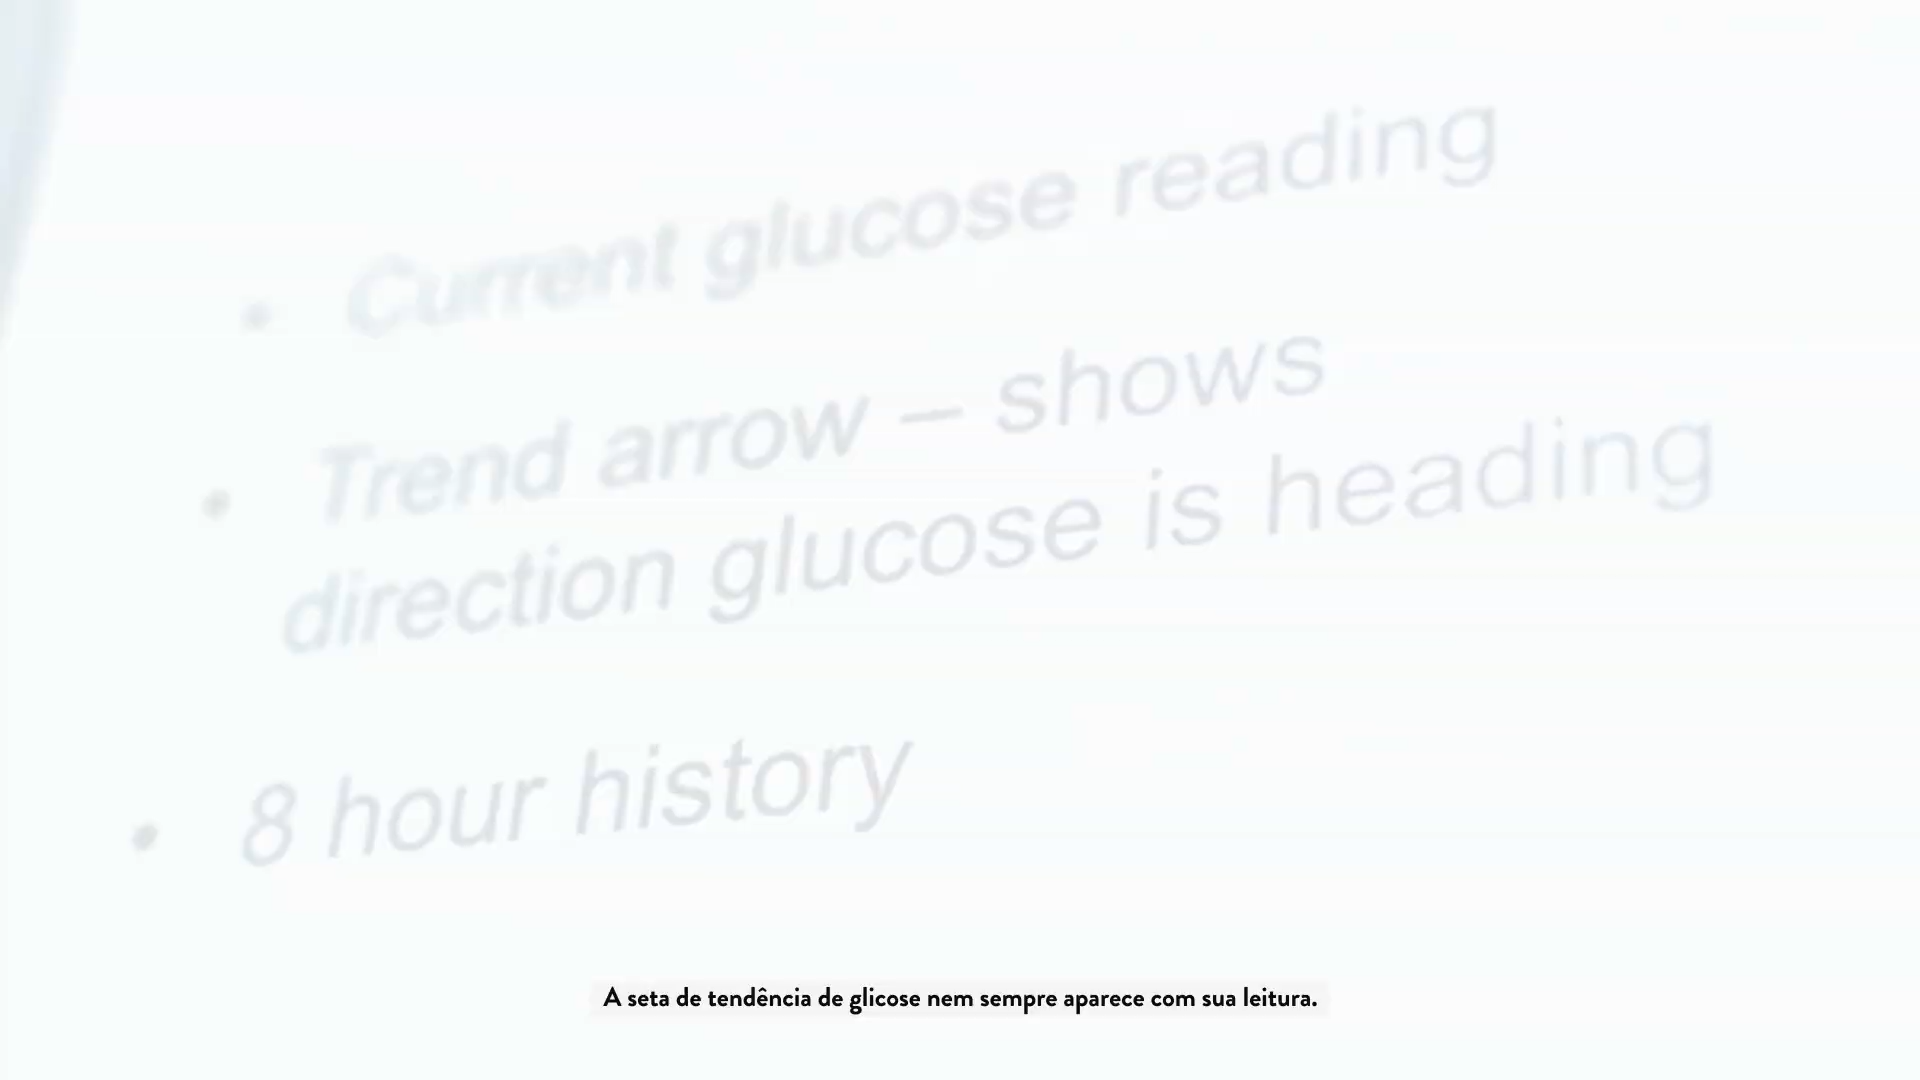 • Current glucose reading
• Trend arrow – shows
direction glucose is heading
• 8 hour history
A seta de tendência de glicose nem sempre aparece com sua leitura.